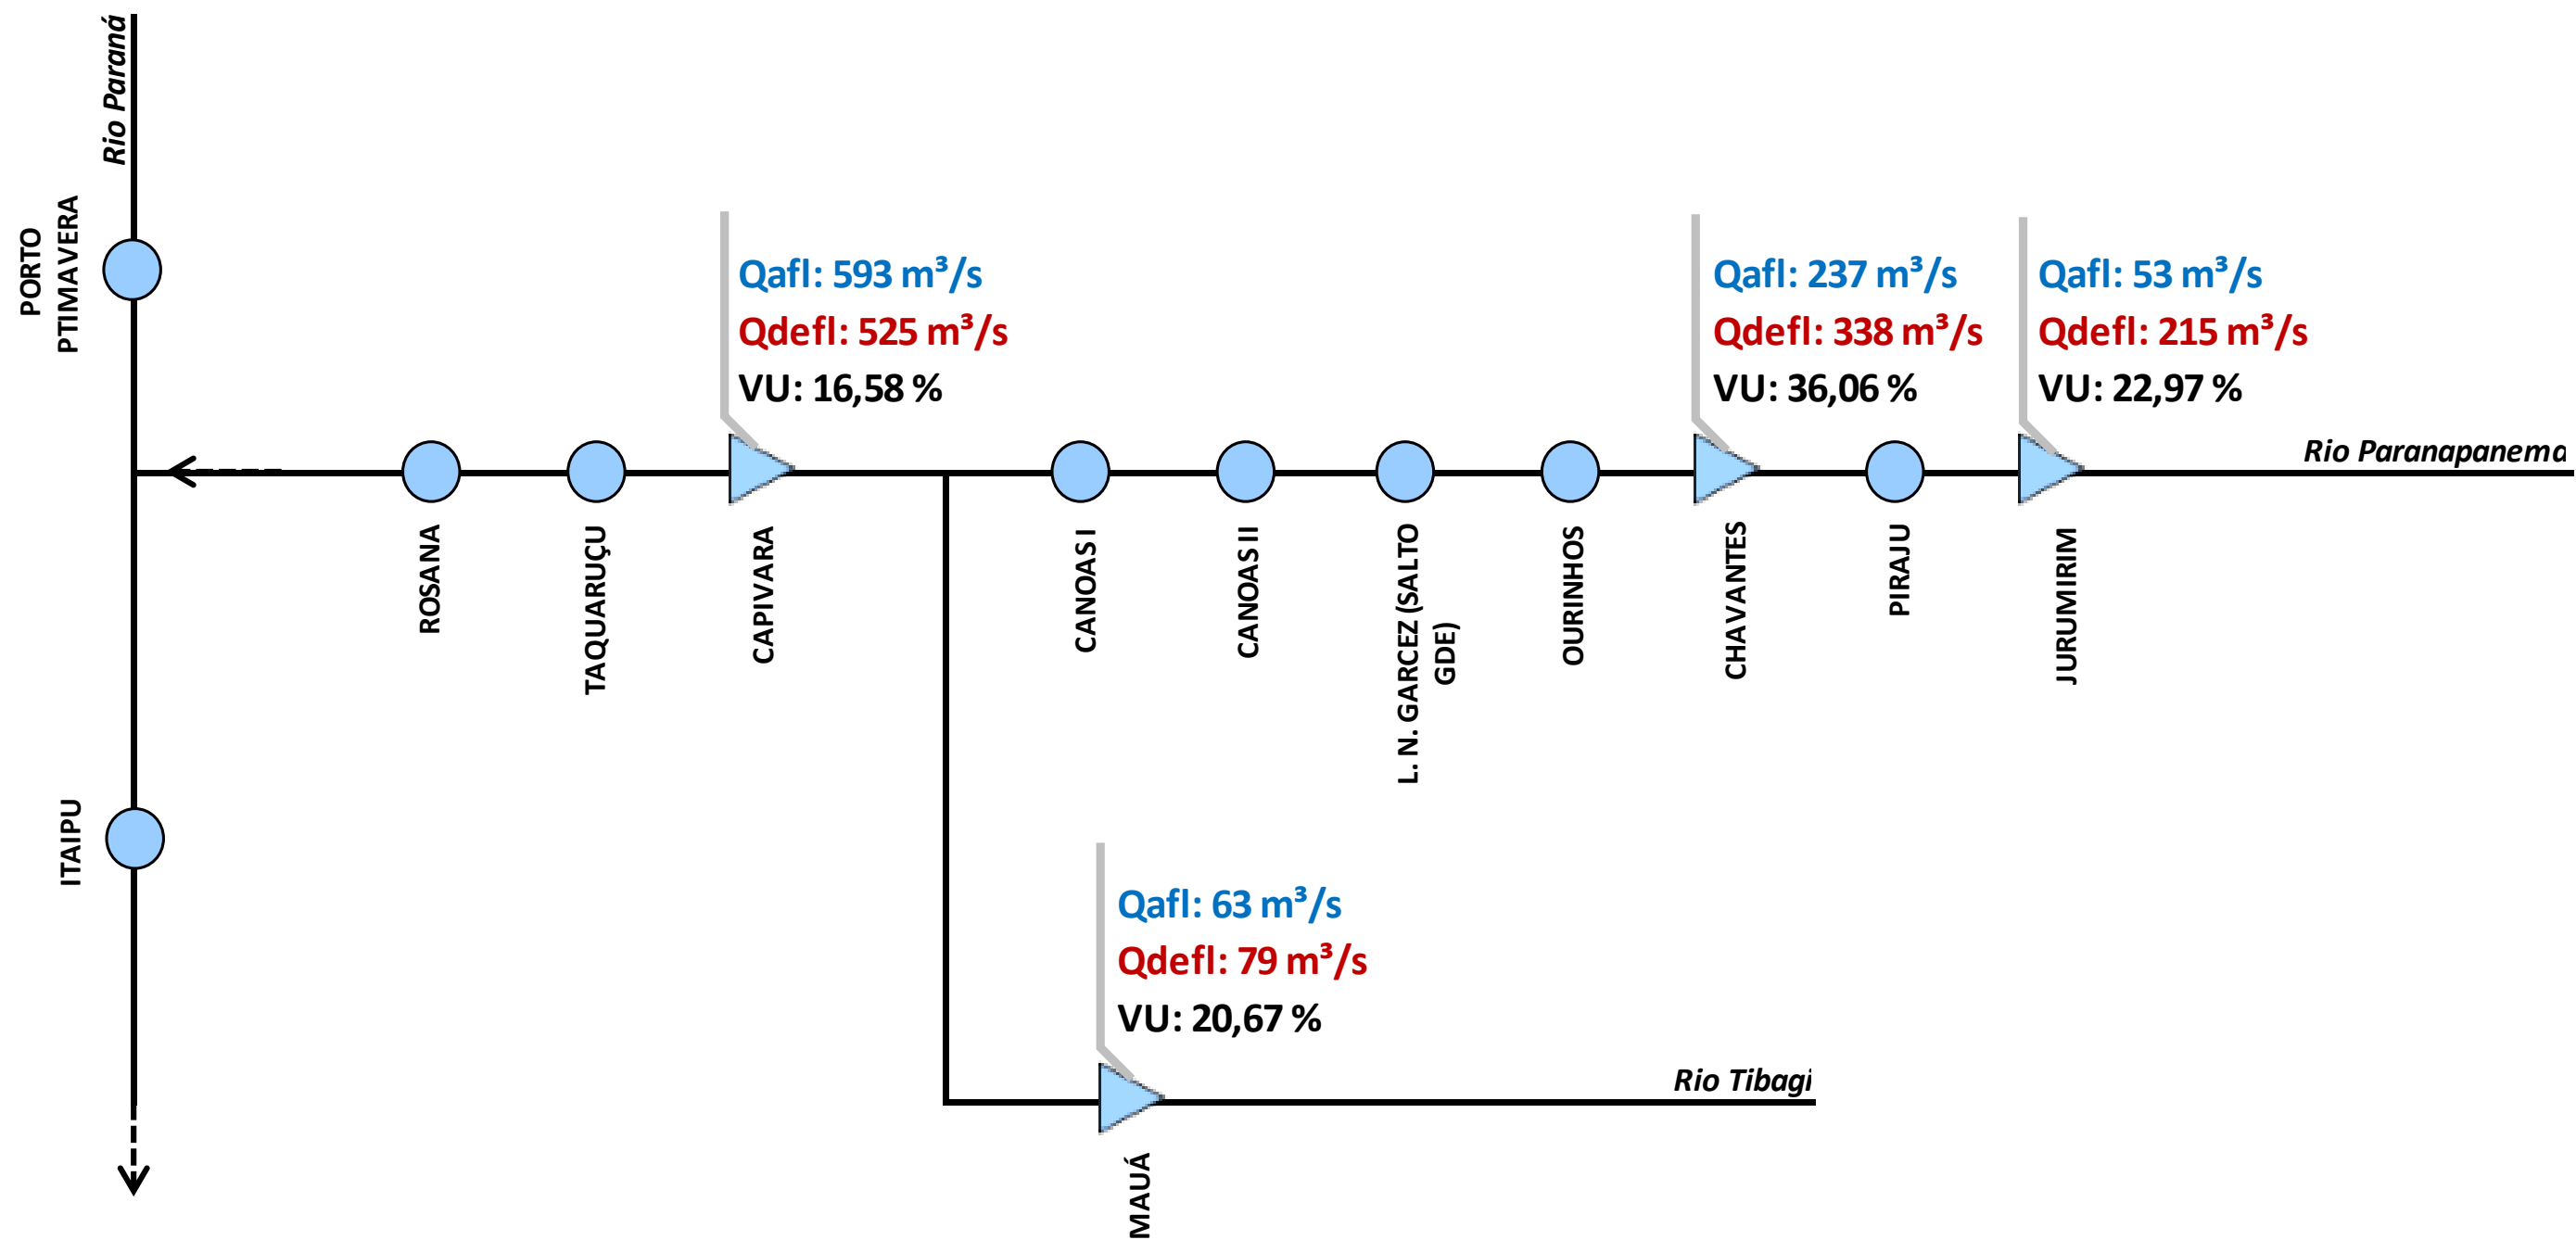 Rio Paraná
PORTO
PTIMAVERA
Qafl: 593 m³/s
Qdefl: 525 m³/s
VU: 16,58 %
Qafl: 237 m³/s
Qdefl: 338 m³/s
VU: 36,06 %
Qafl: 53 m³/s
Qdefl: 215 m³/s
VU: 22,97 %
Rio Paranapanema
ROSANA
TAQUARUÇU
CAPIVARA
CANOAS I
CANOAS II
L. N. GARCEZ (SALTO
GDE)
OURINHOS
CHAVANTES
PIRAJU
JURUMIRIM
ITAIPU
Qafl: 63 m³/s
Qdefl: 79 m³/s
VU: 20,67 %
Rio Tibagi
MAUÁ